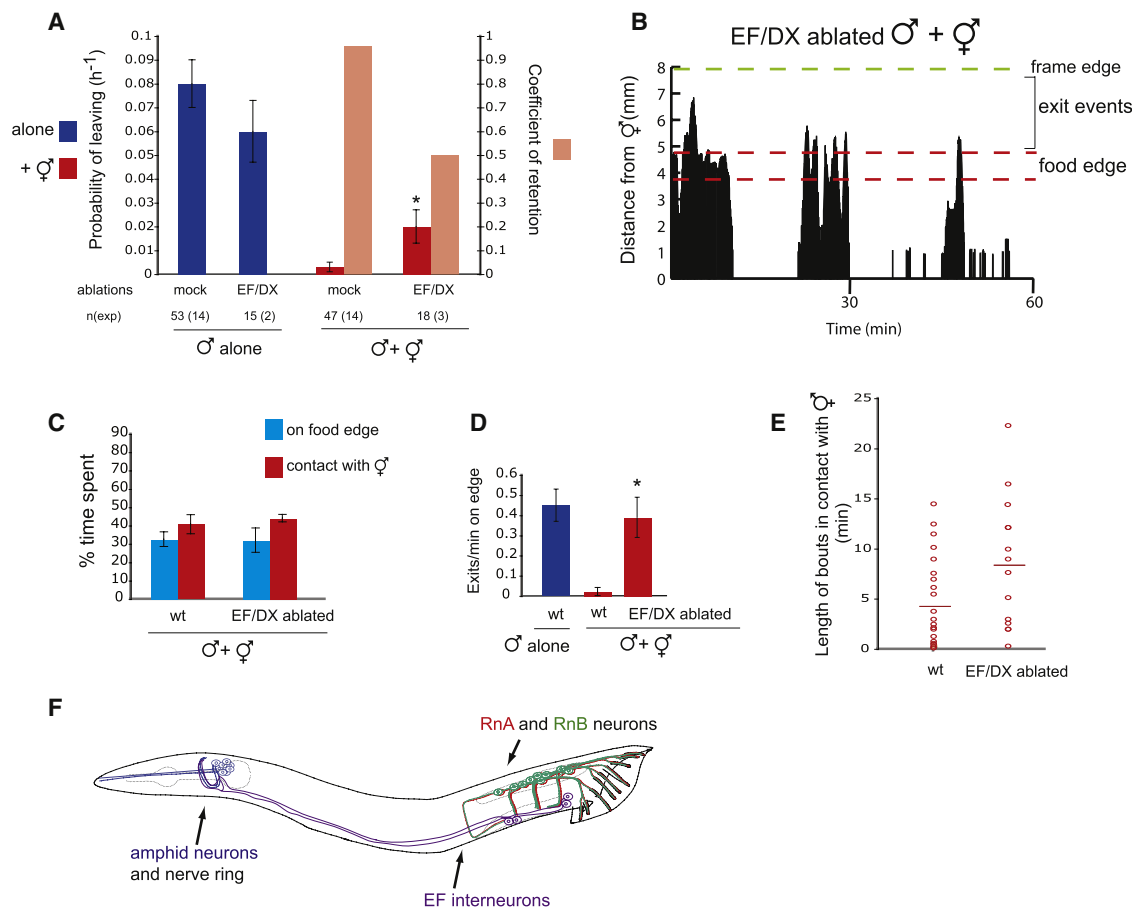 A
Probability of leaving (h-1)
Coefficient of retention
alone
+ ⚥
0.1
0.09
0.08
0.07
0.06
0.05
0.04
0.03
0.02
0.01
0
1
0.9
0.8
0.7
0.6
0.5
0.4
0.3
0.2
0.1
0
*
ablations mock EF/DX mock EF/DX
n(exp) 53 (14) 15 (2) 47 (14) 18 (3)
♂ alone ♂+ ⚥
B
EF/DX ablated ♂ + ⚥
Distance from ⚥ (mm)
8
7
6
5
4
3
2
1
0
frame edge
exit events
food edge
30 60
Time (min)
C
% time spent
90
80
70
60
50
40
30
20
10
0
on food edge
contact with ⚥
wt EF/DX ablated
♂+ ⚥
D
Exits/min on edge
0.6
0.5
0.4
0.3
0.2
0.1
0
*
wt wt EF/DX ablated
♂ alone ♂+ ⚥
E
Length of bouts in contact with ⚥
(min)
25
20
15
10
5
0
wt EF/DX ablated
F
RnA and RnB neurons
amphid neurons
and nerve ring
EF interneurons